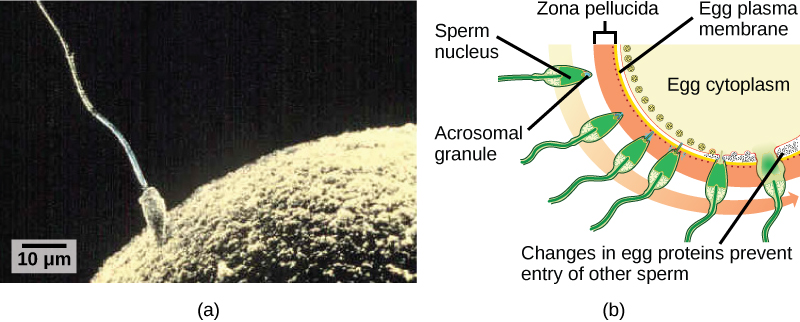 10 μm
(a)
Zona pellucida
Egg plasma
membrane
Sperm
nucleus
Egg cytoplasm
Acrosomal
granule
Changes in egg proteins prevent
entry of other sperm
(b)